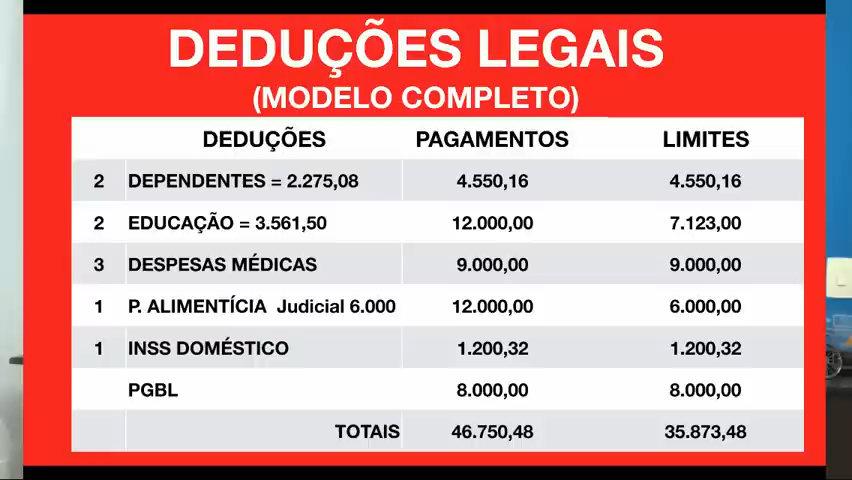 DEDUÇÕES LEGAIS
(MODELO COMPLETO)
DEDUÇÕES PAGAMENTOS LIMITES
2 DEPENDENTES = 2.275,08 4.550,16 4.550,16
2 EDUCAÇÃO = 3.561,50 12.000,00 7.123,00
3 DESPESAS MÉDICAS 9.000,00 9.000,00
1 P. ALIMENTÍCIA Judicial 6.000 12.000,00 6.000,00
1 INSS DOMÉSTICO 1.200,32 1.200,32
PGBL 8.000,00 8.000,00
TOTAIS 46.750,48 35.873,48